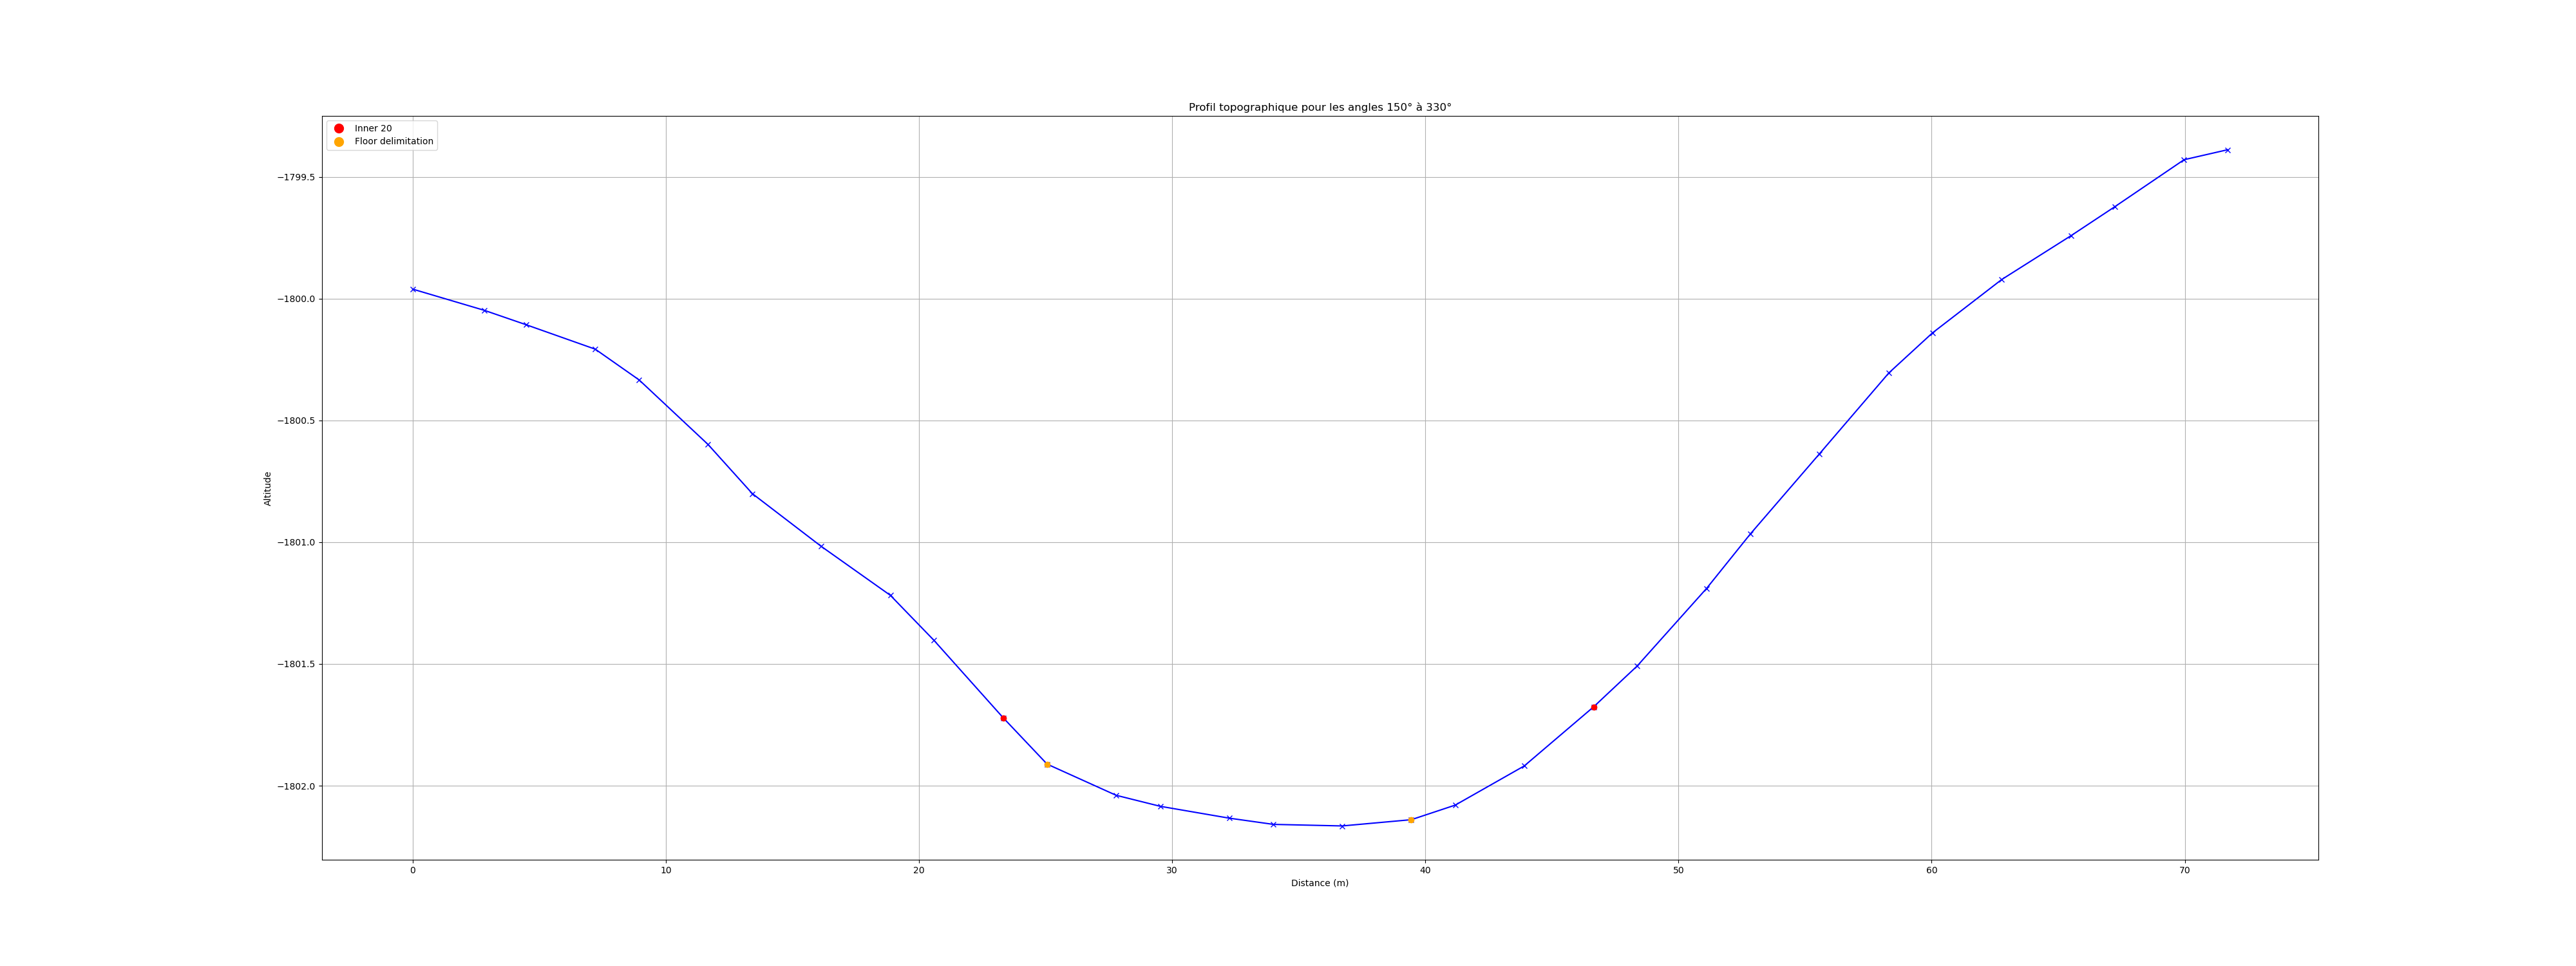 Profil topographique pour les angles 150° à 330°
Inner 20
Floor delimitation
−1799.5
−1800.0
−1800.5
−1801.0
−1801.5
−1802.0
Altitude
0 10 20 30 40 50 60 70
Distance (m)